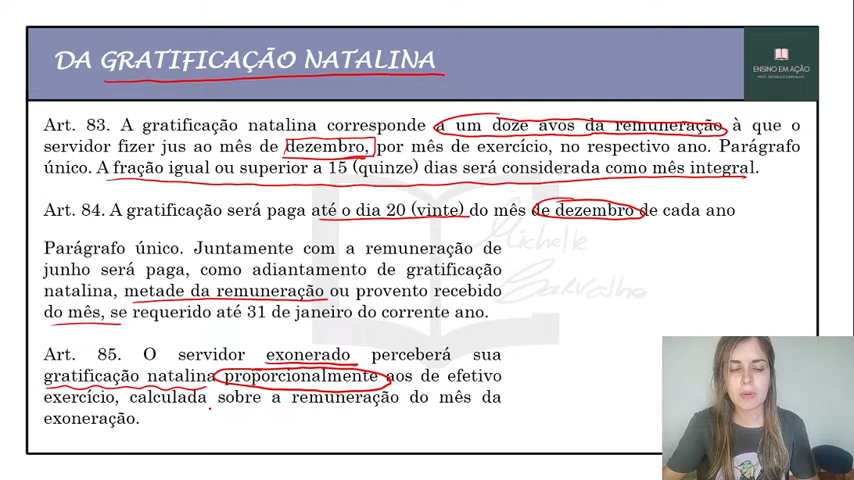 DA GRATIFICAÇÃO NATALINA
ENSINO EM AÇÃO
PROF. MICHELLE CARVALHO
Art. 83. A gratificação natalina corresponde a um doze avos da remuneração à que o
servidor fizer jus ao mês de dezembro, por mês de exercício, no respectivo ano. Parágrafo
único. A fração igual ou superior a 15 (quinze) dias será considerada como mês integral.
Art. 84. A gratificação será paga até o dia 20 (vinte) do mês de dezembro de cada ano
Parágrafo único. Juntamente com a remuneração de
junho será paga, como adiantamento de gratificação
natalina, metade da remuneração ou provento recebido
do mês, se requerido até 31 de janeiro do corrente ano.
Art. 85. O servidor exonerado perceberá sua
gratificação natalina proporcionalmente aos de efetivo
exercício, calculada sobre a remuneração do mês da
exoneração.
Michelle
Carvalho